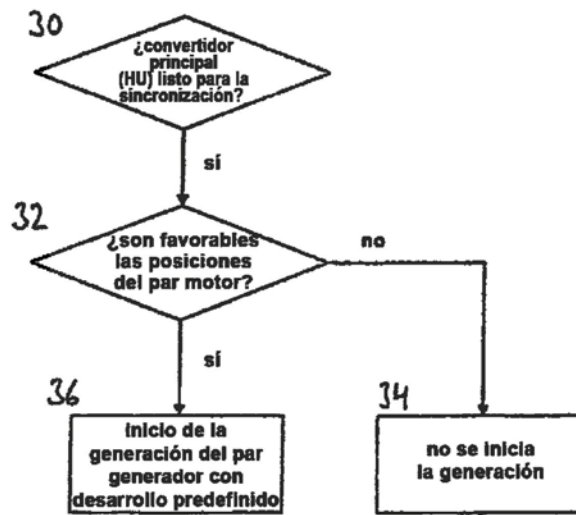 30
¿convertidor
principal
(HU) listo para la
sincronización?
sí
32
¿son favorables
las posiciones
del par motor?
no
sí
36
inicio de la
generación del par
generador con
desarrollo predefinido
34
no se inicia
la generación